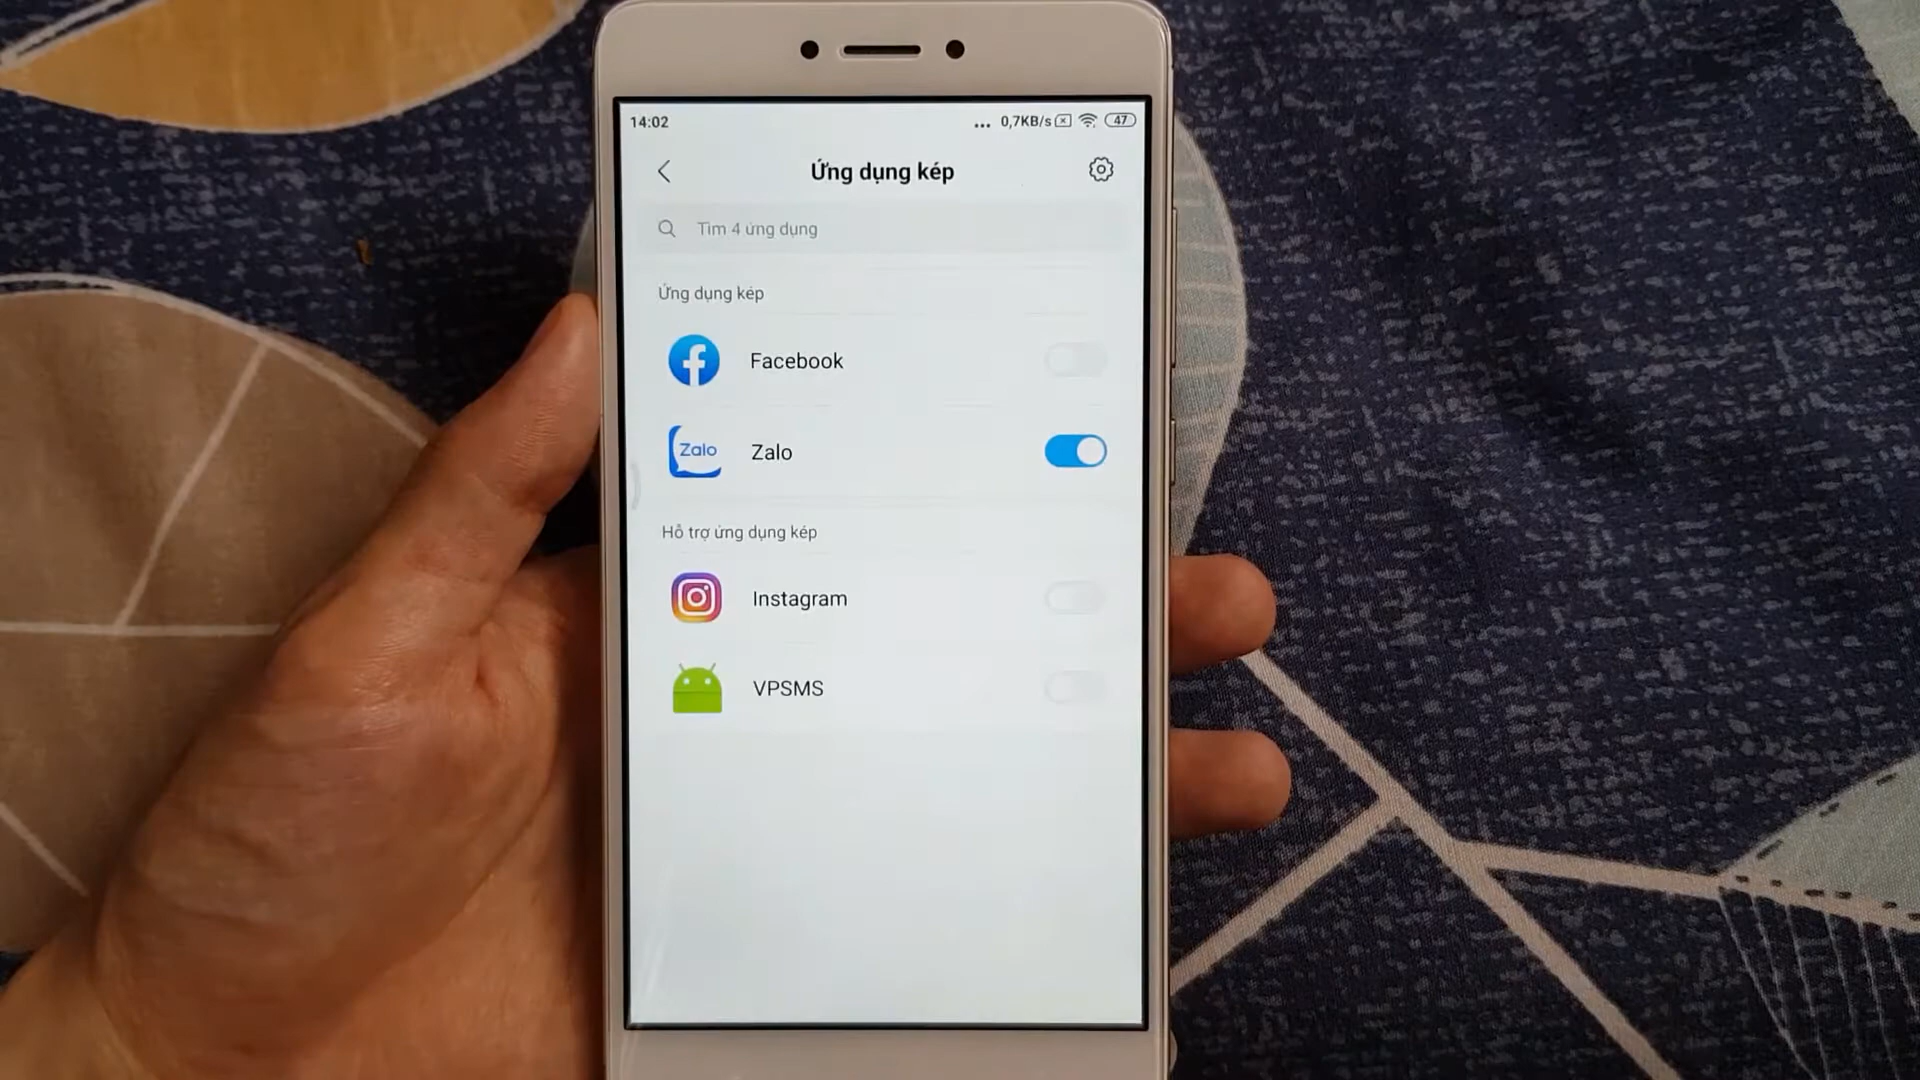 14:02 ... 0,7KB/s 47
Ứng dụng kép
Tìm 4 ứng dụng
Ứng dụng kép
Facebook
Zalo Zalo
Hỗ trợ ứng dụng kép
Instagram
VPSMS